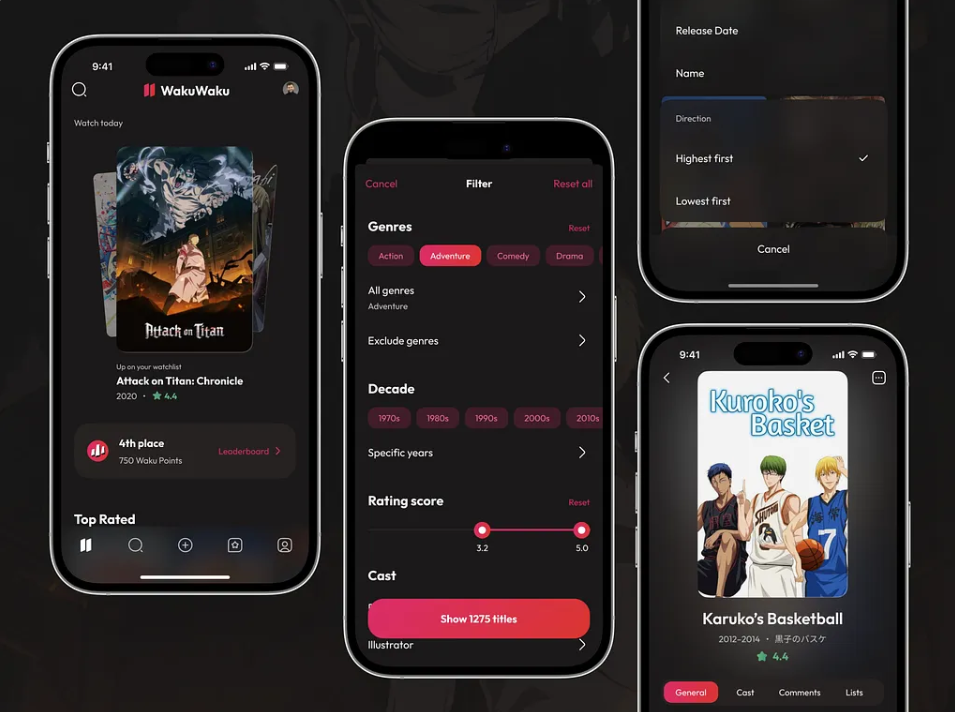 9:41
WakuWaku
Watch today
Attack on Titan
Up on your watchlist
Attack on Titan: Chronicle
2020 • 4.4
4th place
750 Waku Points
Leaderboard
Top Rated
Cancel
Filter
Reset all
Genres
Reset
Action
Adventure
Comedy
Drama
All genres
Adventure
Exclude genres
Decade
1970s
1980s
1990s
2000s
2010s
Specific years
Rating score
Reset
3.2
5.0
Cast
Show 1275 titles
Illustrator
Release Date
Name
Direction
Highest first
Lowest first
Cancel
9:41
Kuroko's
Basket
7
Karuko's Basketball
2012-2014 • 黒子のバスケ
4.4
General
Cast
Comments
Lists